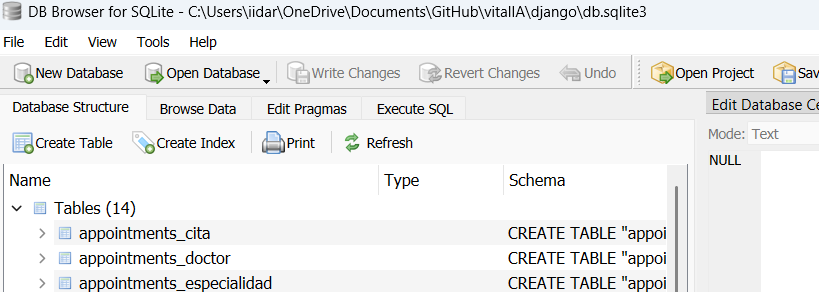 DB Browser for SQLite - C:\Users\iidar\OneDrive\Documents\GitHub\vitalIA\django\db.sqlite3
File Edit View Tools Help
New Database Open Database Write Changes Revert Changes Undo Open Project Sav
Database Structure Browse Data Edit Pragmas Execute SQL Edit Database Ce
Create Table Create Index Print Refresh Mode: Text
Name Type Schema NULL
Tables (14)
appointments_cita CREATE TABLE "appoi
appointments_doctor CREATE TABLE "appoi
appointments_especialidad CREATE TABLE "appoi